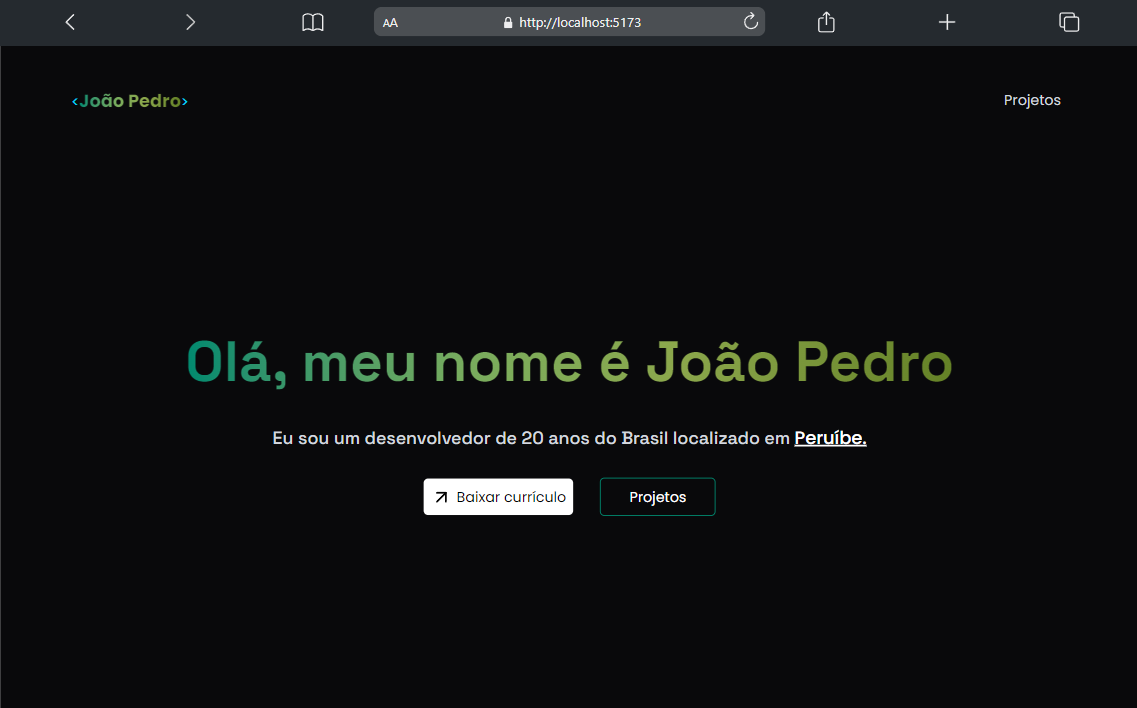 AA http://localhost:5173
<João Pedro> Projetos
Olá, meu nome é João Pedro
Eu sou um desenvolvedor de 20 anos do Brasil localizado em Peruíbe.
Baixar currículo Projetos